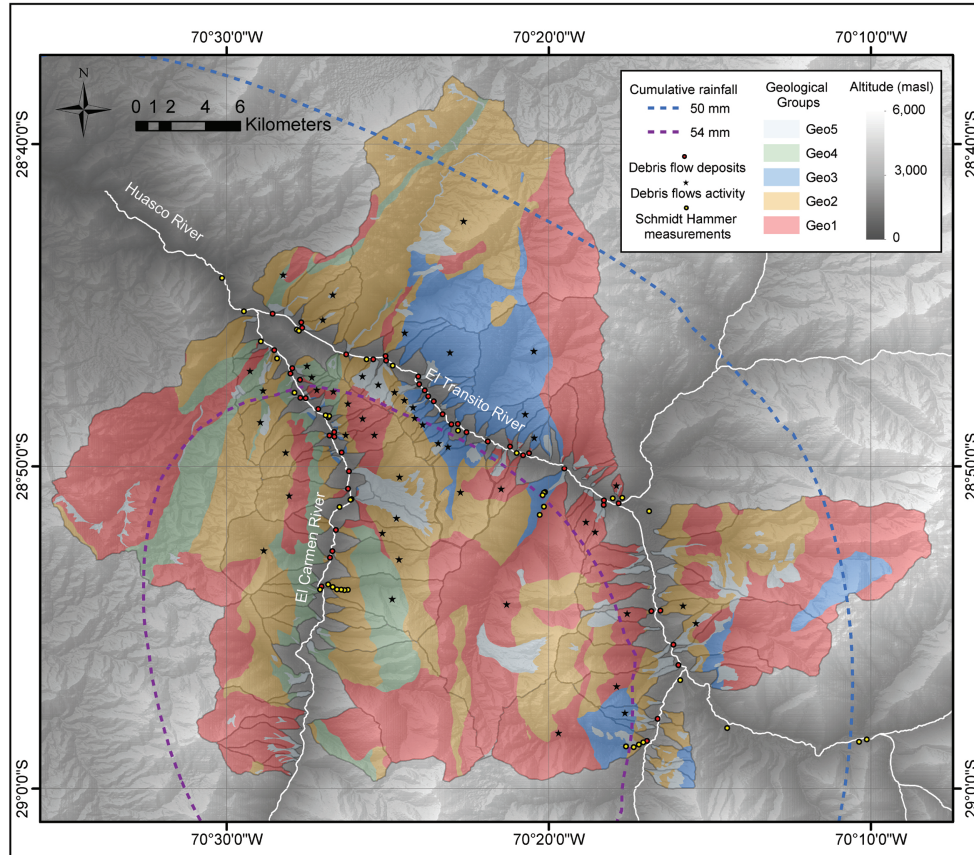 70°30'0"W 70°20'0"W 70°10'0"W
N
0 1 2 4 6
Kilometers
28°40'0"S
28°40'0"S
Cumulative rainfall
50 mm
54 mm
Debris flow deposits
Debris flows activity
Schmidt Hammer
measurements
Geological
Groups
Geo5
Geo4
Geo3
Geo2
Geo1
Altitude (masl)
6,000
3,000
0
Huasco River
El Transito River
El Carmen River
28°50'0"S
28°50'0"S
29°0'0"S
29°0'0"S
70°30'0"W 70°20'0"W 70°10'0"W